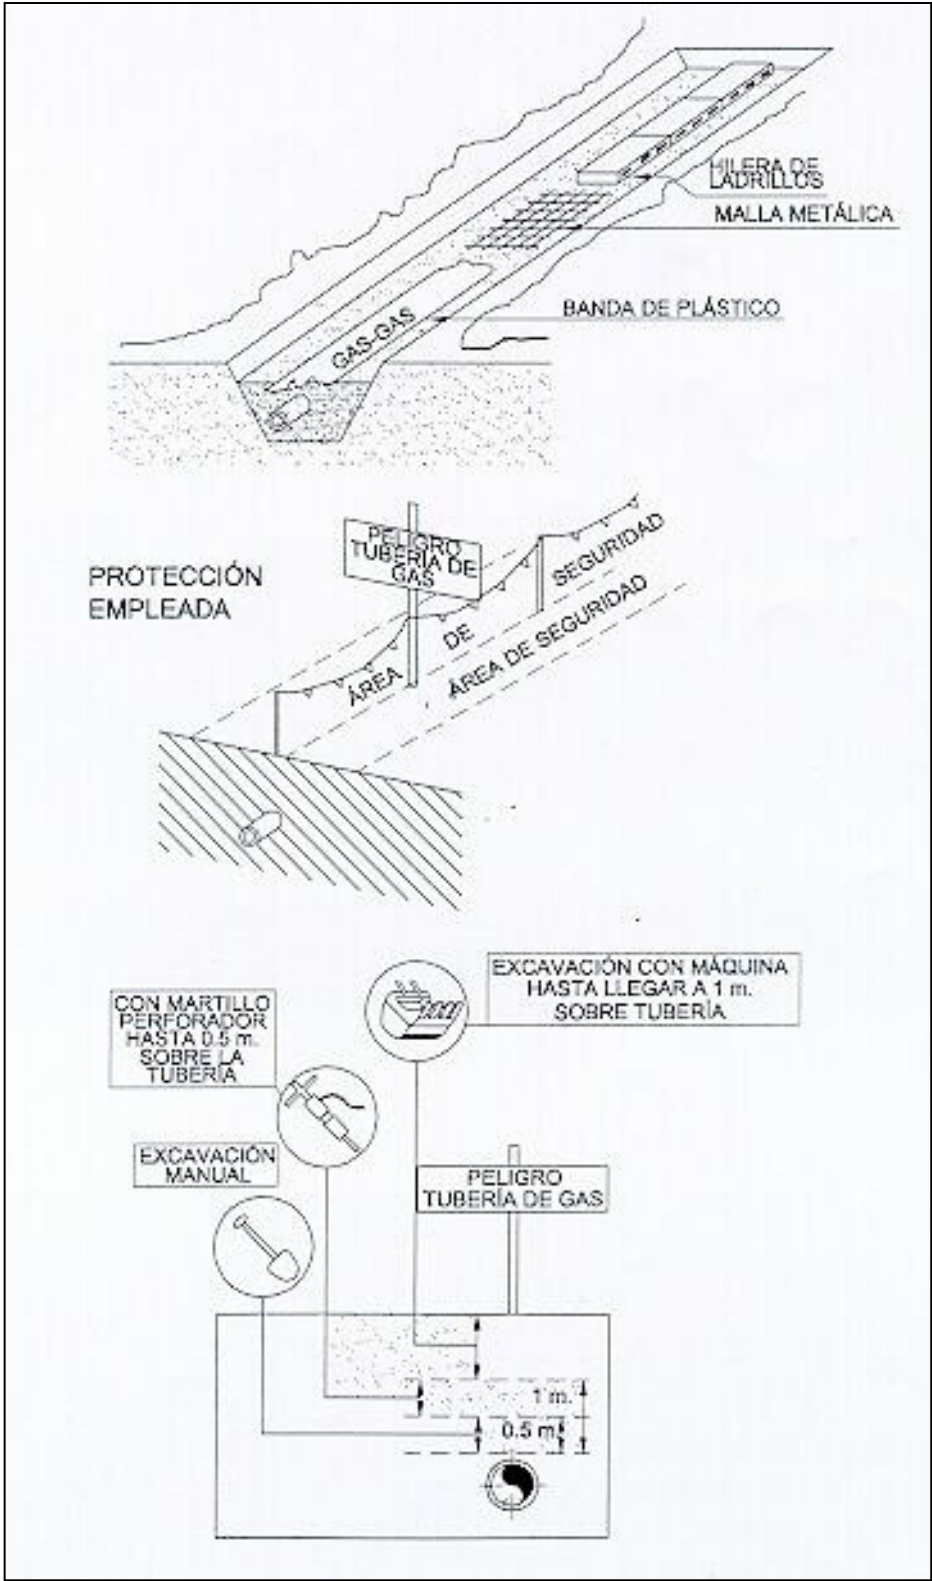 HILERA DE
LADRILLOS
MALLA METÁLICA
BANDA DE PLÁSTICO
GAS-GAS
PELIGRO
TUBERÍA DE
GAS
PROTECCIÓN
EMPLEADA
SEGURIDAD
DE
ÁREA
ÁREA DE SEGURIDAD
EXCAVACIÓN CON MÁQUINA
HASTA LLEGAR A 1 m.
SOBRE TUBERÍA
CON MARTILLO
PERFORADOR
HASTA 0.5 m.
SOBRE LA
TUBERÍA
EXCAVACIÓN
MANUAL
PELIGRO
TUBERÍA DE GAS
1 m.
0.5 m.